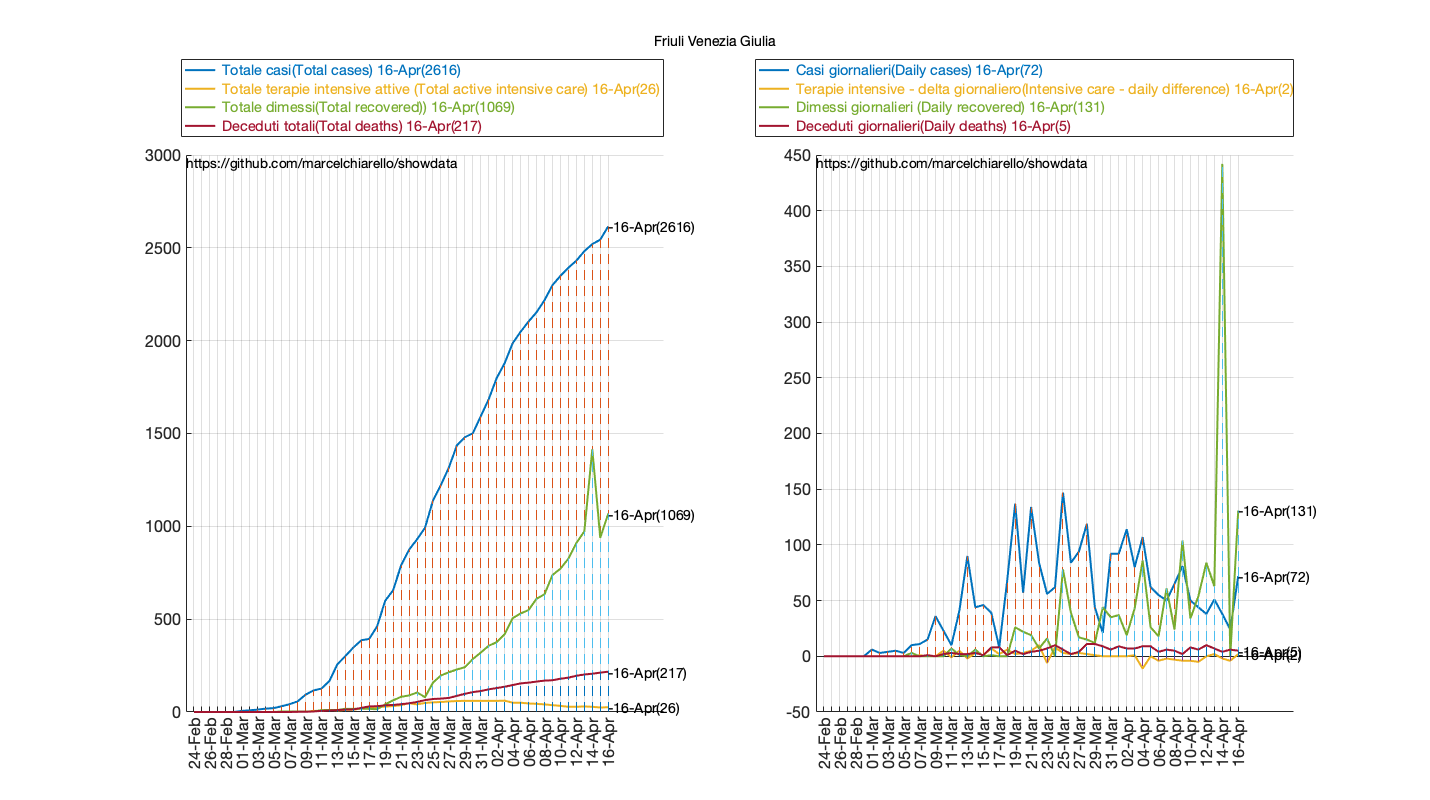 Friuli Venezia Giulia
Totale casi(Total cases) 16-Apr(2616)
Totale terapie intensive attive (Total active intensive care) 16-Apr(26)
Totale dimessi(Total recovered)) 16-Apr(1069)
Deceduti totali(Total deaths) 16-Apr(217)
3000
https://github.com/marcelchiarello/showdata
16-Apr(2616)
2500
2000
1500
16-Apr(1069)
1000
500
16-Apr(217)
16-Apr(26)
0
24-Feb
26-Feb
28-Feb
01-Mar
03-Mar
05-Mar
07-Mar
09-Mar
11-Mar
13-Mar
15-Mar
17-Mar
19-Mar
21-Mar
23-Mar
25-Mar
27-Mar
29-Mar
31-Mar
02-Apr
04-Apr
06-Apr
08-Apr
10-Apr
12-Apr
14-Apr
16-Apr
Casi giornalieri(Daily cases) 16-Apr(72)
Terapie intensive - delta giornaliero(Intensive care - daily difference) 16-Apr(2)
Dimessi giornalieri (Daily recovered) 16-Apr(131)
Deceduti giornalieri(Daily deaths) 16-Apr(5)
450
https://github.com/marcelchiarello/showdata
400
350
300
250
200
150
16-Apr(131)
100
16-Apr(72)
50
16-Apr(5)
16-Apr(2)
0
-50
24-Feb
26-Feb
28-Feb
01-Mar
03-Mar
05-Mar
07-Mar
09-Mar
11-Mar
13-Mar
15-Mar
17-Mar
19-Mar
21-Mar
23-Mar
25-Mar
27-Mar
29-Mar
31-Mar
02-Apr
04-Apr
06-Apr
08-Apr
10-Apr
12-Apr
14-Apr
16-Apr